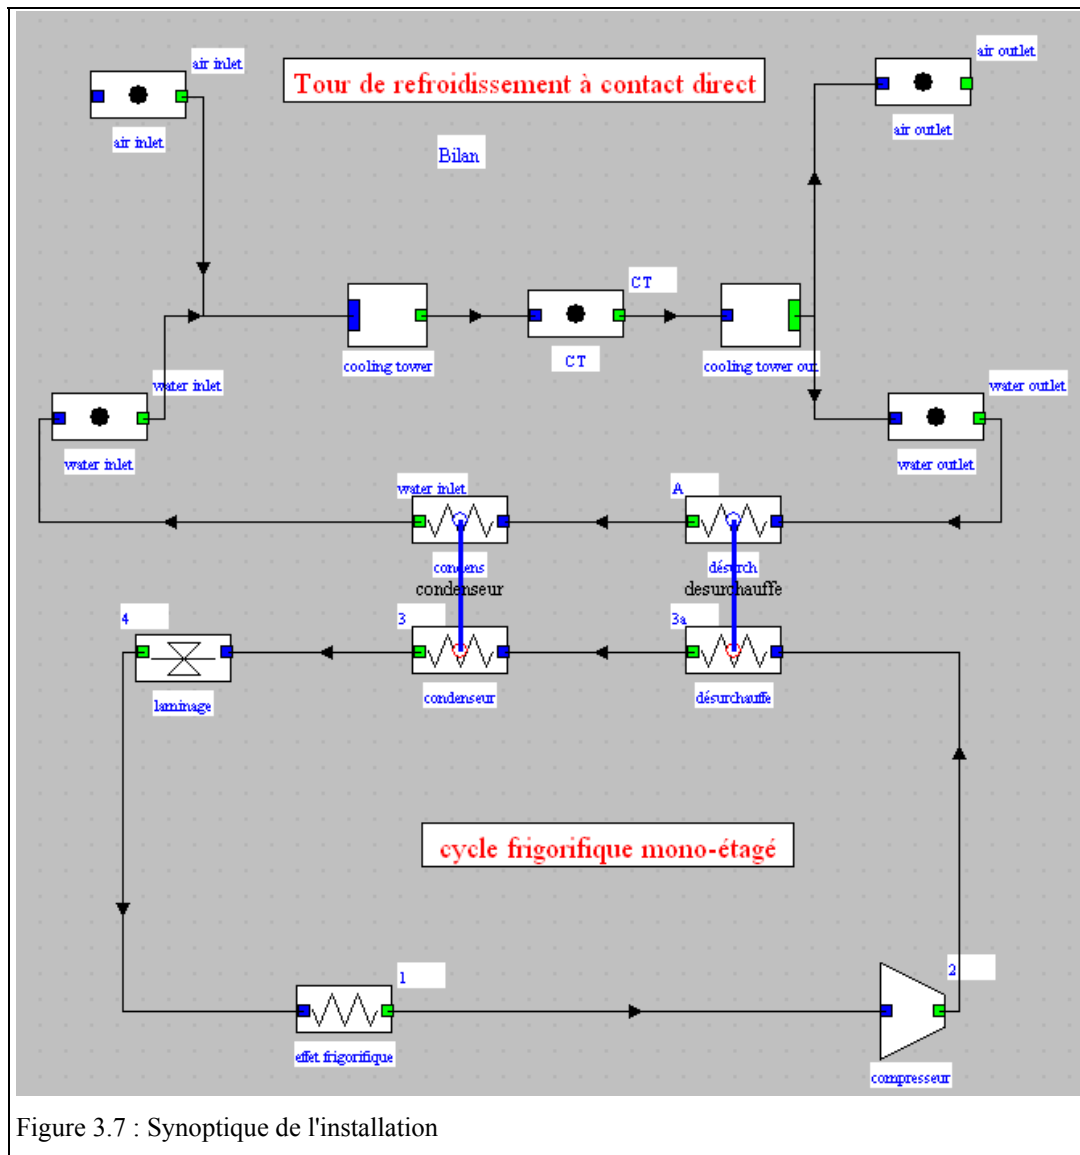 air inlet
air inlet
Tour de refroidissement à contact direct
Bilan
air outlet
air outlet
cooling tower
CT
CT
cooling tower out
water inlet
water inlet
water outlet
water outlet
water inlet
condens
condenseur
A
désurch
desurchauffe
4
laminage
3
condenseur
3a
désurchauffe
cycle frigorifique mono-étagé
1
effet frigorifique
2
compresseur
Figure 3.7 : Synoptique de l'installation